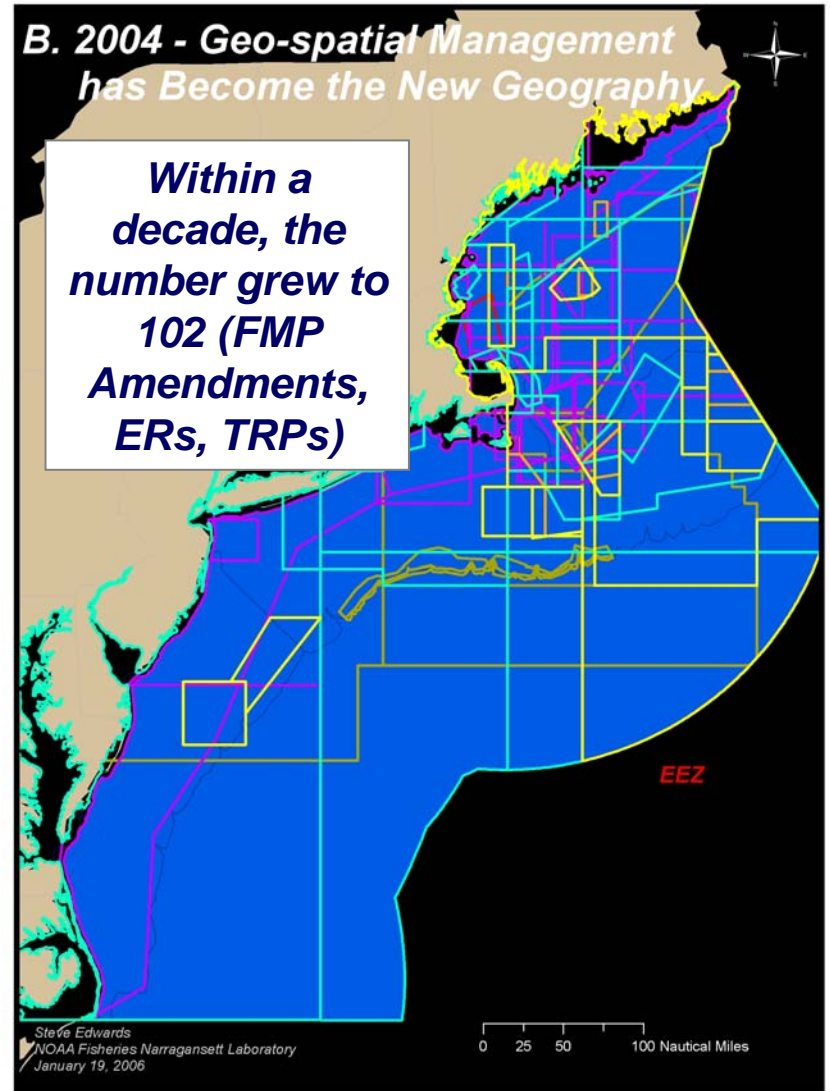 B. 2004 - Geo-spatial Management
has Become the New Geography
N
W
E
S
Within a
decade, the
number grew to
102 (FMP
Amendments,
ERs, TRPs)
EEZ
Steve Edwards
NOAA Fisheries Narragansett Laboratory
January 19, 2006
0 25 50 100 Nautical Miles